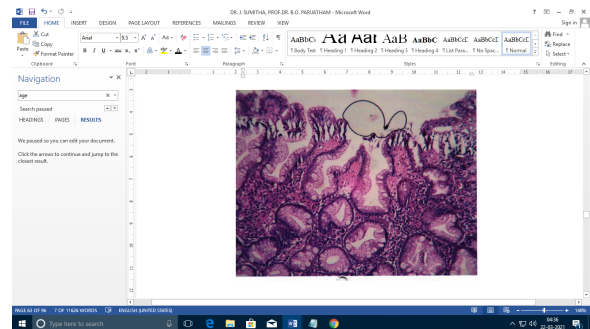 DR. J. SUMITHA, PROF.DR. B.O. PARIJATHAM - Microsoft Word
FILE HOME INSERT DESIGN PAGE LAYOUT REFERENCES MAILINGS REVIEW VIEW Sign in
Cut
Copy
Format Painter
Paste
Clipboard
Arial 9.5
Font
Paragraph
AaBbCc AaBbC AaBbCcE AaBbCcI AaBbCcE
¶ Body Text ¶ Heading 1 ¶ Heading 2 ¶ Heading 3 ¶ Heading 4 ¶ List Para... ¶ No Spac... ¶ Normal
Styles
Find
Replace
Select
Editing
Navigation
age
Search paused
HEADINGS PAGES RESULTS
We paused so you can edit your document.
Click the arrows to continue and jump to the
closest result.
PAGE 63 OF 96 7 OF 11626 WORDS ENGLISH (UNITED STATES) 140%
Type here to search
04:36
22-03-2021